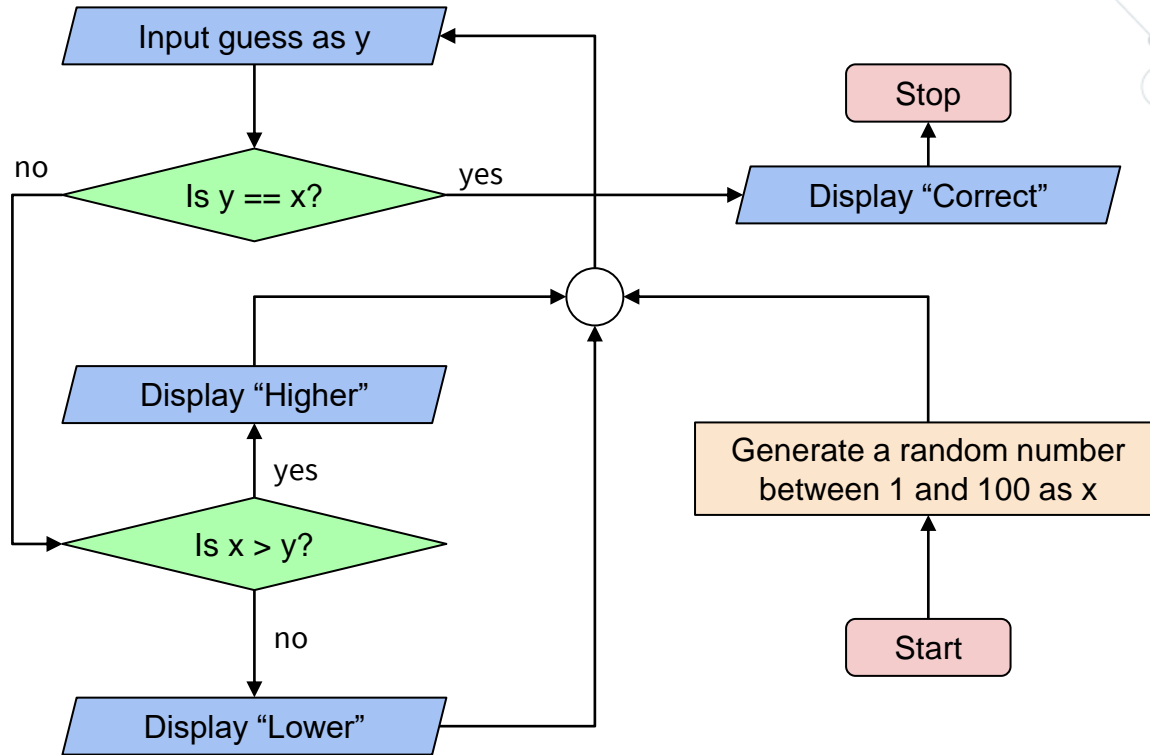 Input guess as y
Stop
no
Is y == x?
yes
Display “Correct”
Display “Higher”
yes
Generate a random number
between 1 and 100 as x
Is x > y?
no
Start
Display “Lower”